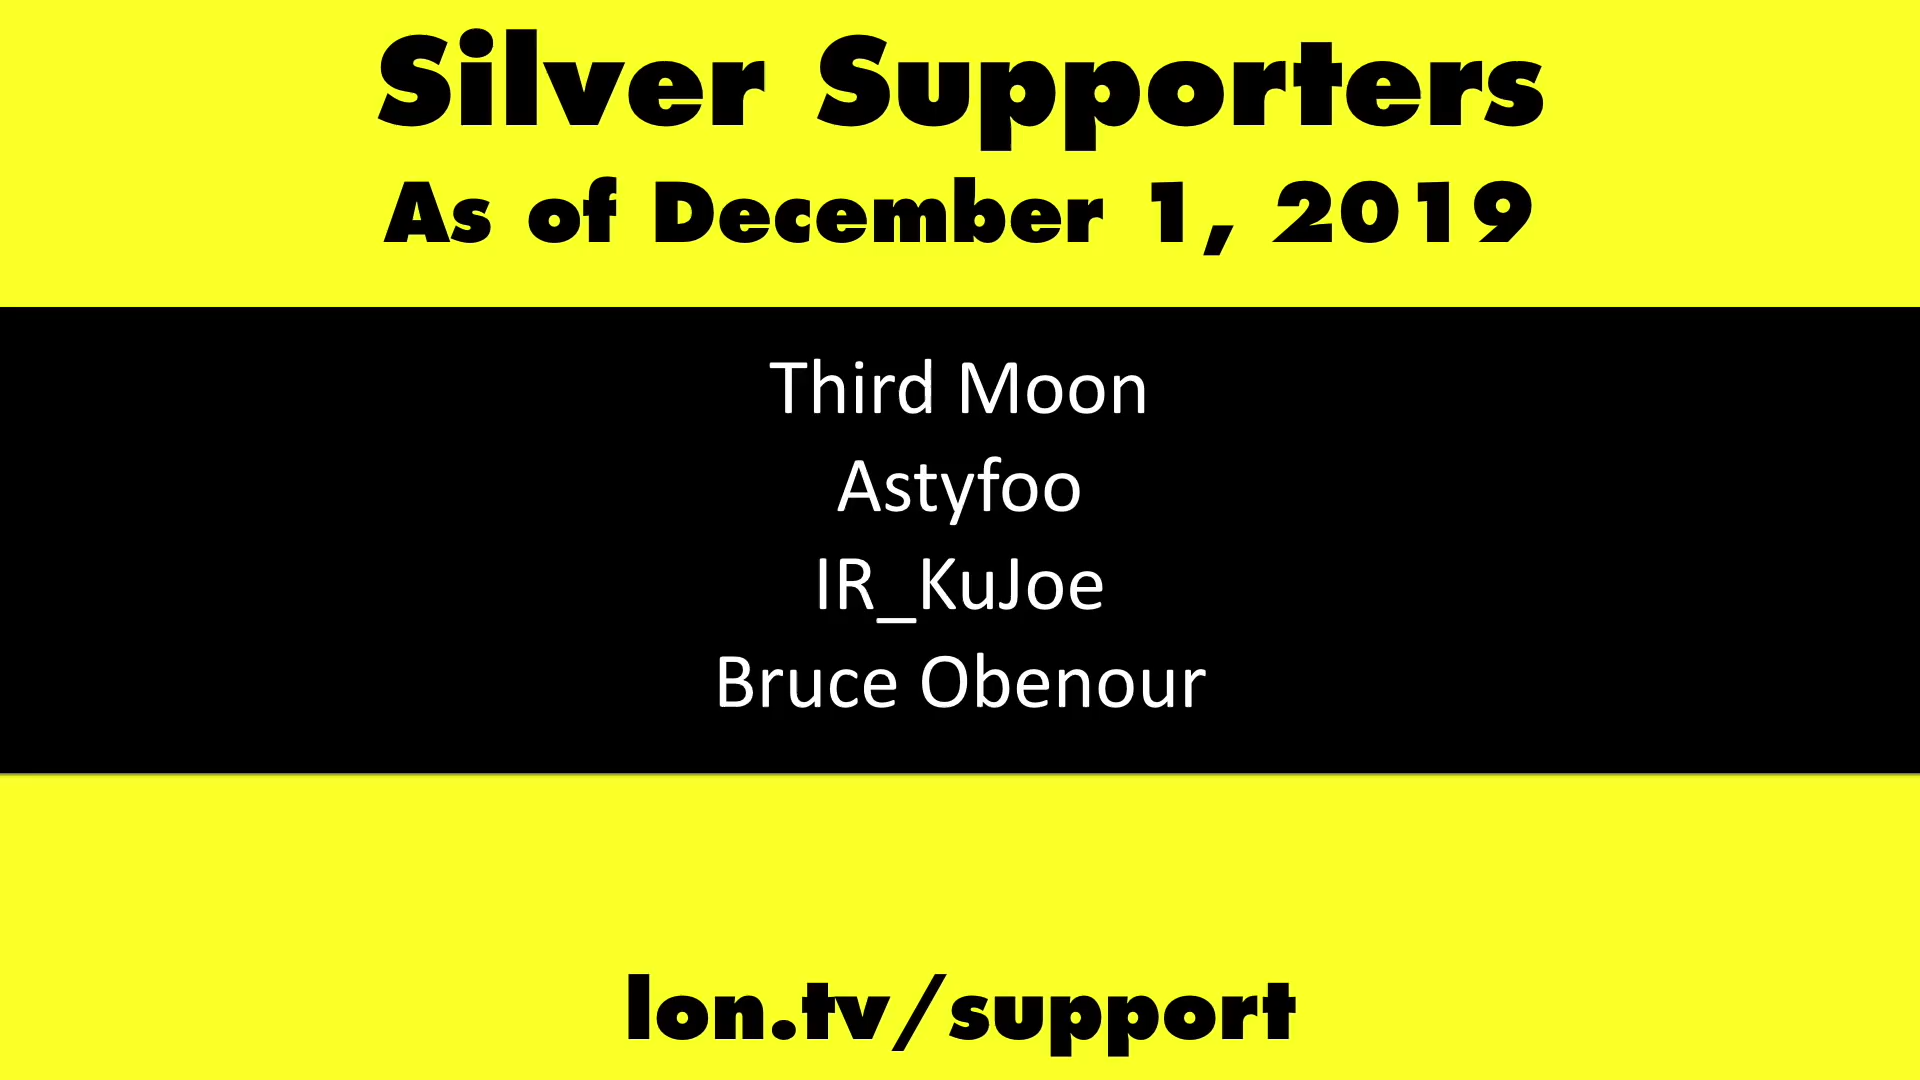 Silver Supporters
As of December 1, 2019
Third Moon
Astyfoo
IR_KuJoe
Bruce Obenour
lon.tv/support